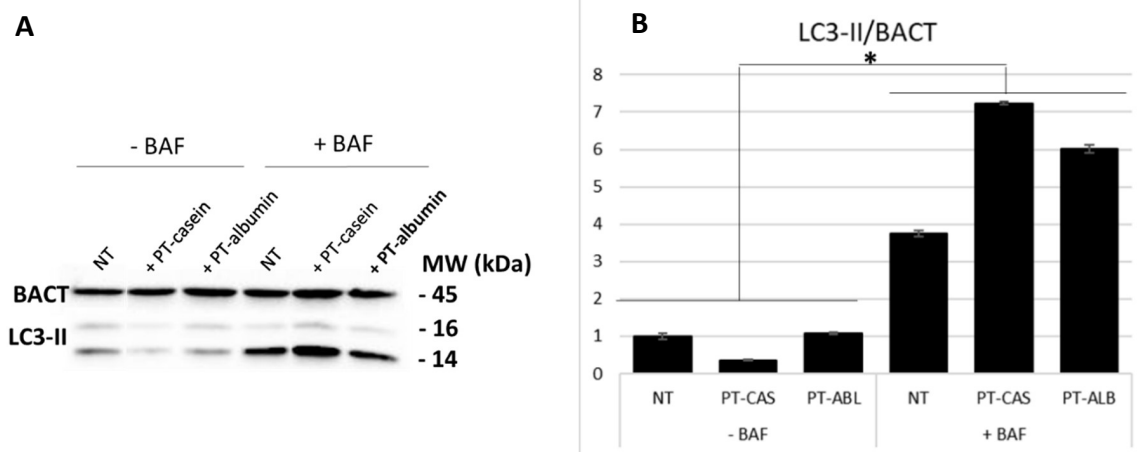 A
- BAF
+ BAF
NT
+ PT-casein
+ PT-albumin
NT
+ PT-casein
+ PT-albumin
MW (kDa)
BACT
- 45
- 16
LC3-II
- 14
B
LC3-II/BACT
*
8
7
6
5
4
3
2
1
0
NT
PT-CAS
PT-ABL
NT
PT-CAS
PT-ALB
- BAF
+ BAF